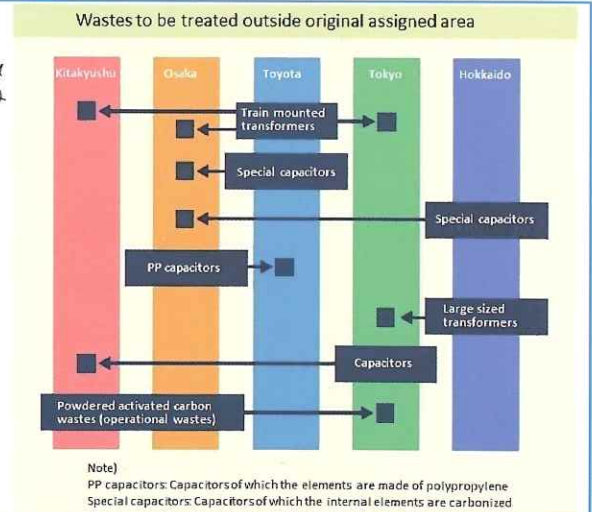 Wastes to be treated outside original assigned area
Kitakyushu
Osaka
Toyota
Tokyo
Hokkaido
Train mounted
transformers
Special capacitors
Special capacitors
PP capacitors
Large sized
transformers
Capacitors
Powdered activated carbon
wastes (operational wastes)
Note)
PP capacitors: Capacitors of which the elements are made of polypropylene
Special capacitors: Capacitors of which the internal elements are carbonized